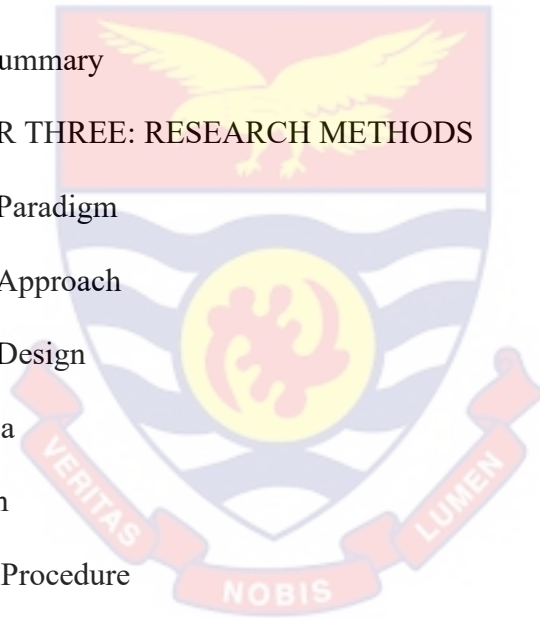 ummary
R THREE: RESEARCH METHODS
Paradigm
Approach
Design
a
n
Procedure
VERITAS
NOBIS
LUMEN